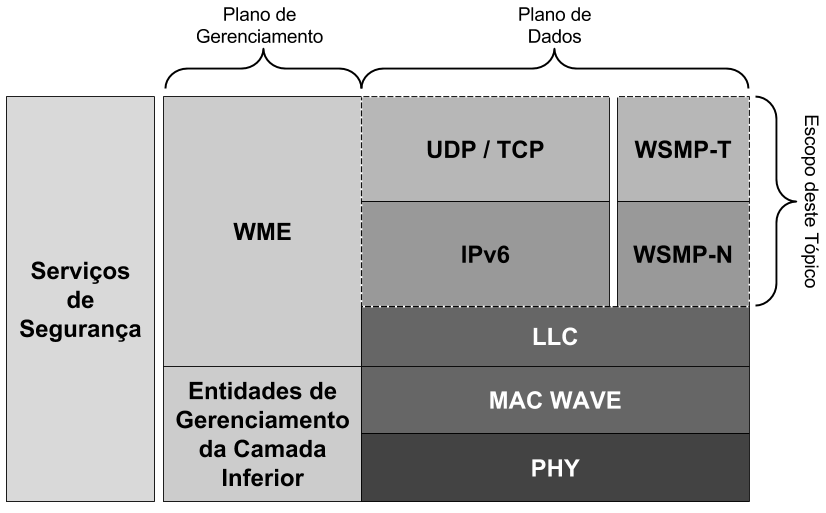 Plano de
Gerenciamento
Plano de
Dados
Serviços
de
Segurança
WME
Entidades de
Gerenciamento
da Camada
Inferior
UDP / TCP
WSMP-T
IPv6
WSMP-N
LLC
MAC WAVE
PHY
Escopo deste Tópico